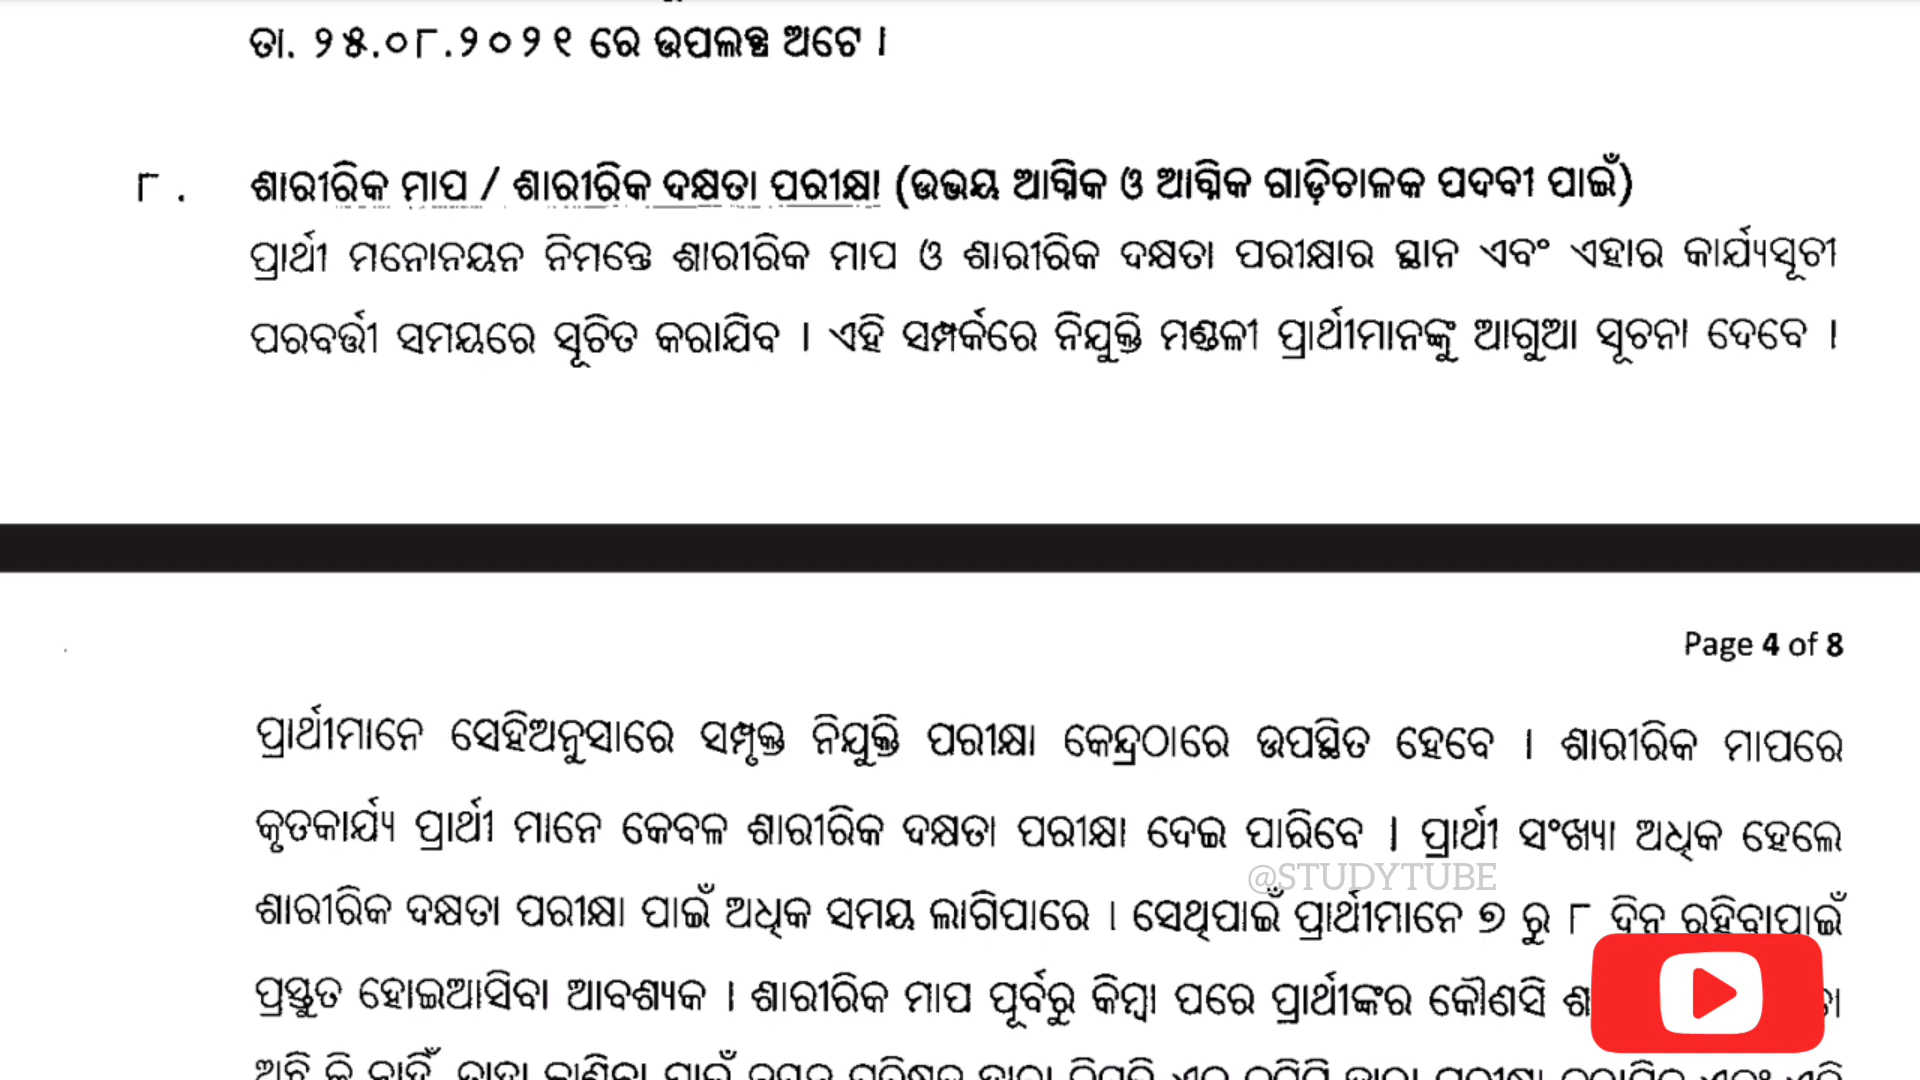 ତା. ୨୫.୦୮.୨୦୨୧ ରେ ଉପଲବ୍ଧ ଅଟେ ।
୮. ଶାରୀରିକ ମାପ / ଶାରୀରିକ ଦକ୍ଷତା ପରୀକ୍ଷା (ଉଭୟ ଆଗ୍ନିକ ଓ ଆଗ୍ନିକ ଗାଡ଼ିଚାଳକ ପଦବୀ ପାଇଁ)
ପ୍ରାର୍ଥୀ ମନୋନୟନ ନିମନ୍ତେ ଶାରୀରିକ ମାପ ଓ ଶାରୀରିକ ଦକ୍ଷତା ପରୀକ୍ଷାର ସ୍ଥାନ ଏବଂ ଏହାର କାର୍ଯ୍ୟସୂଚୀ
ପରବର୍ତ୍ତୀ ସମୟରେ ସୂଚିତ କରାଯିବ । ଏହି ସମ୍ପର୍କରେ ନିଯୁକ୍ତି ମଣ୍ଡଳୀ ପ୍ରାର୍ଥୀମାନଙ୍କୁ ଆଗୁଆ ସୂଚନା ଦେବେ ।
Page 4 of 8
ପ୍ରାର୍ଥୀମାନେ ସେହିଅନୁସାରେ ସମ୍ପୃକ୍ତ ନିଯୁକ୍ତି ପରୀକ୍ଷା କେନ୍ଦ୍ରଠାରେ ଉପସ୍ଥିତ ହେବେ । ଶାରୀରିକ ମାପରେ
କୃତକାର୍ଯ୍ୟ ପ୍ରାର୍ଥୀ ମାନେ କେବଳ ଶାରୀରିକ ଦକ୍ଷତା ପରୀକ୍ଷା ଦେଇ ପାରିବେ । ପ୍ରାର୍ଥୀ ସଂଖ୍ୟା ଅଧିକ ହେଲେ
@STUDYTUBE
ଶାରୀରିକ ଦକ୍ଷତା ପରୀକ୍ଷା ପାଇଁ ଅଧିକ ସମୟ ଲାଗିପାରେ । ସେଥିପାଇଁ ପ୍ରାର୍ଥୀମାନେ ୭ ରୁ ୮ ଦିନ ରହିବାପାଇଁ
ପ୍ରସ୍ତୁତ ହୋଇଆସିବା ଆବଶ୍ୟକ । ଶାରୀରିକ ମାପ ପୂର୍ବରୁ କିମ୍ବା ପରେ ପ୍ରାର୍ଥୀଙ୍କର କୌଣସି
ଅଛି କି ନାହିଁ